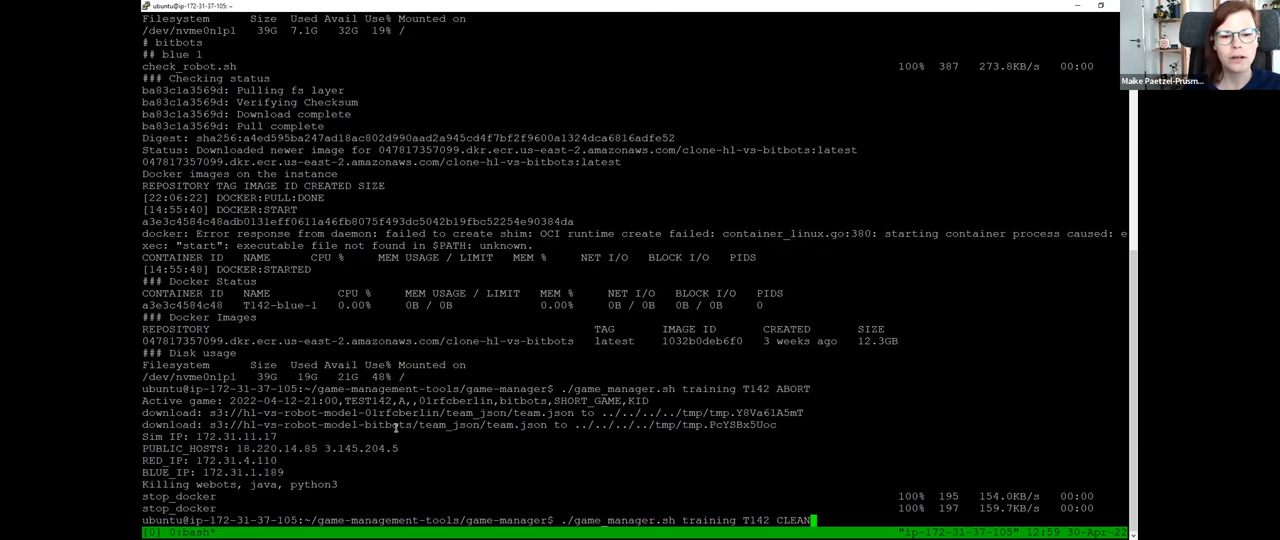 ubuntu@ip-172-31-37-105: ~
Filesystem Size Used Avail Use% Mounted on
/dev/nvme0n1p1 39G 7.1G 32G 19% /
# bitbots
## blue 1
check_robot.sh 100% 387 273.8KB/s 00:00
### Checking status
ba83c1a3569d: Pulling fs layer
ba83c1a3569d: Verifying Checksum
ba83c1a3569d: Download complete
ba83c1a3569d: Pull complete
Digest: sha256:a4ed595ba247ad18ac802d990aad2a945cd4f7bf2f9600a1324dca6816adfe52
Status: Downloaded newer image for 047817357099.dkr.ecr.us-east-2.amazonaws.com/clone-hl-vs-bitbots:latest
047817357099.dkr.ecr.us-east-2.amazonaws.com/clone-hl-vs-bitbots:latest
Docker images on the instance
REPOSITORY TAG IMAGE ID CREATED SIZE
[22:06:22] DOCKER:PULL:DONE
[14:55:40] DOCKER:START
a3e3c4584c48adb0131eff0611a46fb8075f493dc5042b19fbc52254e90384da
docker: Error response from daemon: failed to create shim: OCI runtime create failed: container_linux.go:380: starting container process caused: e
xec: "start": executable file not found in $PATH: unknown.
CONTAINER ID NAME CPU % MEM USAGE / LIMIT MEM % NET I/O BLOCK I/O PIDS
[14:55:48] DOCKER:STARTED
### Docker Status
CONTAINER ID NAME CPU % MEM USAGE / LIMIT MEM % NET I/O BLOCK I/O PIDS
a3e3c4584c48 T142-blue-1 0.00% 0B / 0B 0.00% 0B / 0B 0B / 0B 0
### Docker Images
REPOSITORY TAG IMAGE ID CREATED SIZE
047817357099.dkr.ecr.us-east-2.amazonaws.com/clone-hl-vs-bitbots latest 1032b0deb6f0 3 weeks ago 12.3GB
### Disk usage
Filesystem Size Used Avail Use% Mounted on
/dev/nvme0n1p1 39G 19G 21G 48% /
ubuntu@ip-172-31-37-105:~/game-management-tools/game-manager$ ./game_manager.sh training T142 ABORT
Active game: 2022-04-12-21:00,TEST142,A,,01rfcberlin,bitbots,SHORT_GAME,KID
download: s3://hl-vs-robot-model-01rfcberlin/team_json/team.json to ../../../../tmp/tmp.Y8Va61A5mT
download: s3://hl-vs-robot-model-bitbots/team_json/team.json to ../../../../tmp/tmp.PcYSBx5Uoc
Sim IP: 172.31.11.17
PUBLIC_HOSTS: 18.220.14.85 3.145.204.5
RED_IP: 172.31.4.110
BLUE_IP: 172.31.1.189
Killing webots, java, python3
stop_docker 100% 195 154.0KB/s 00:00
stop_docker 100% 197 159.7KB/s 00:00
ubuntu@ip-172-31-37-105:~/game-management-tools/game-manager$ ./game_manager.sh training T142 CLEAN
[0] 0:bash* "ip-172-31-37-105" 12:59 30-Apr-22
Maike Paetzel-Prüsm...